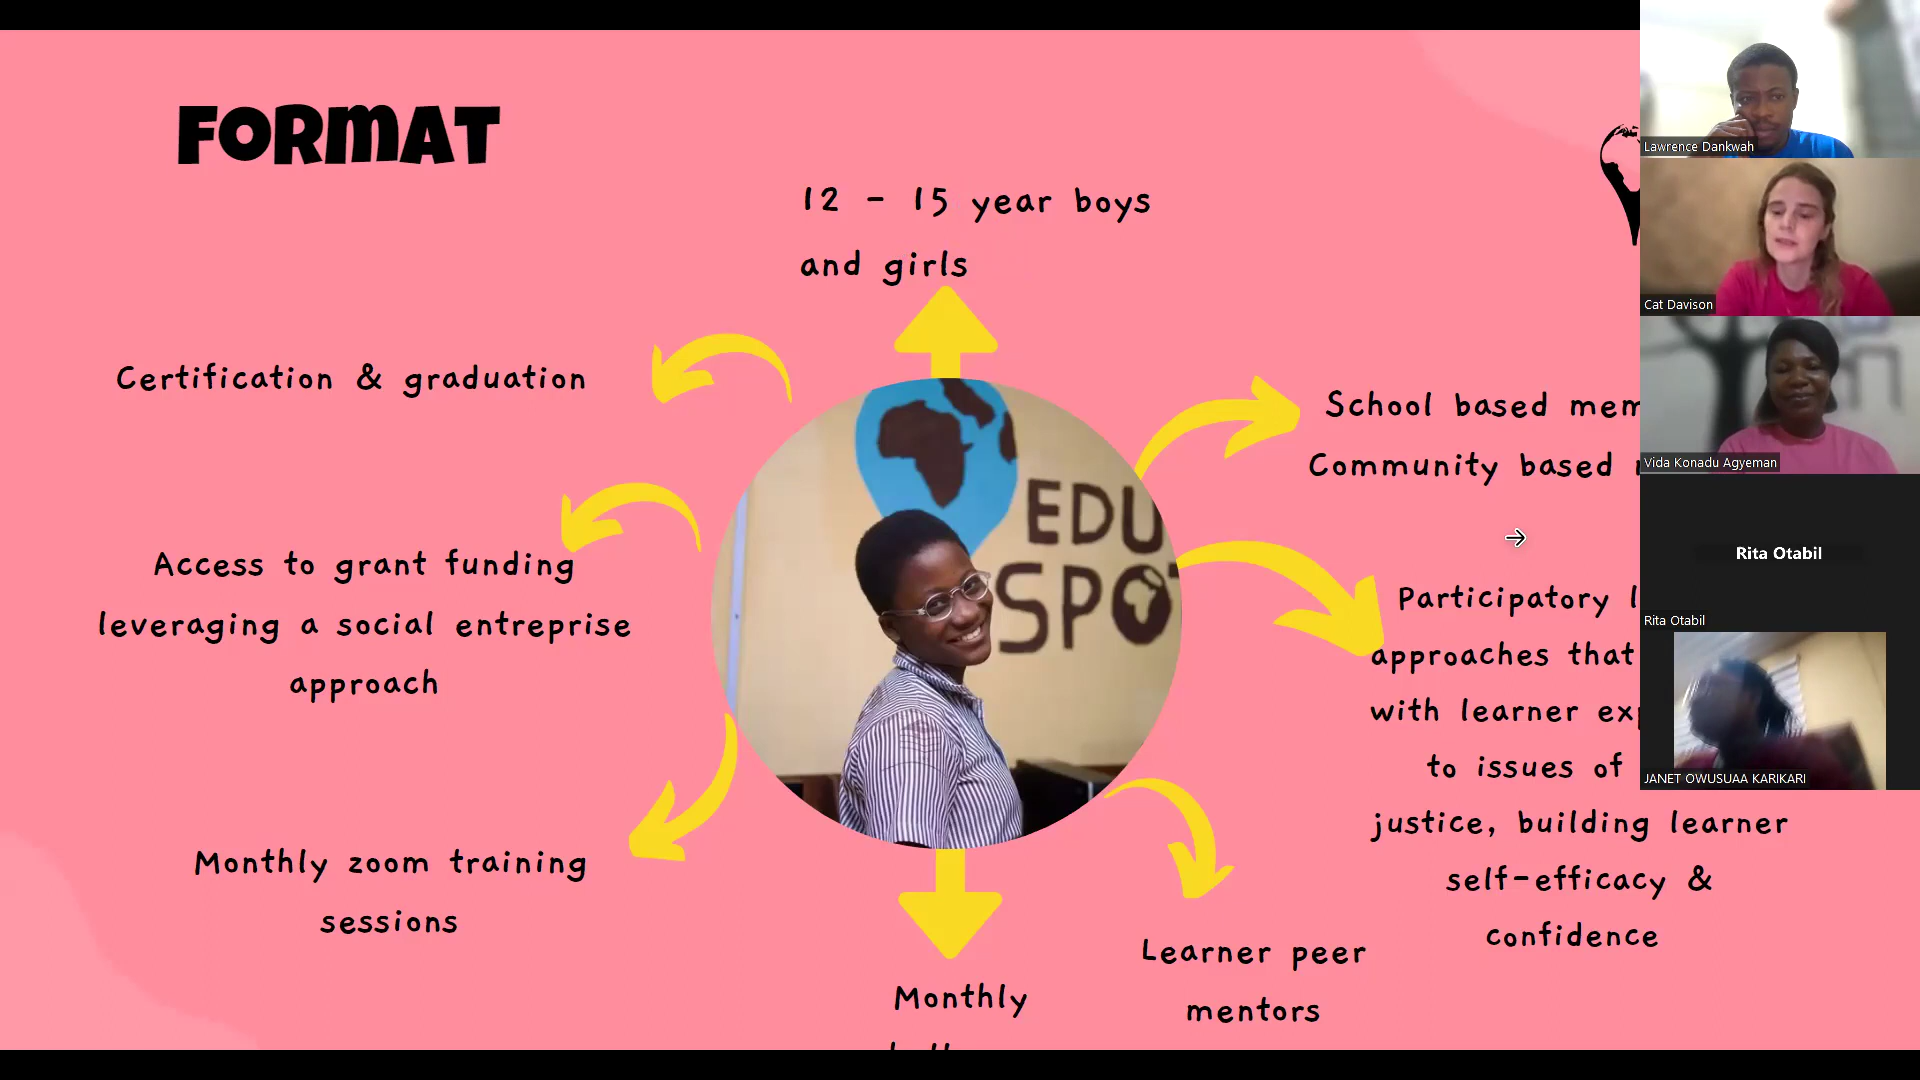 FORMAT
12 - 15 year boys
and girls
Certification & graduation
Access to grant funding
leveraging a social entreprise
approach
Monthly zoom training
sessions
Monthly
Learner peer
mentors
School based
Community based
Participatory
approaches that
with learner
to issues of
justice, building learner
self-efficacy &
confidence
EDU
SPOT
Lawrence Dankwah
Cat Davison
Vida Konadu Agyeman
Rita Otabil
Rita Otabil
JANET OWUSUAA KARIKARI